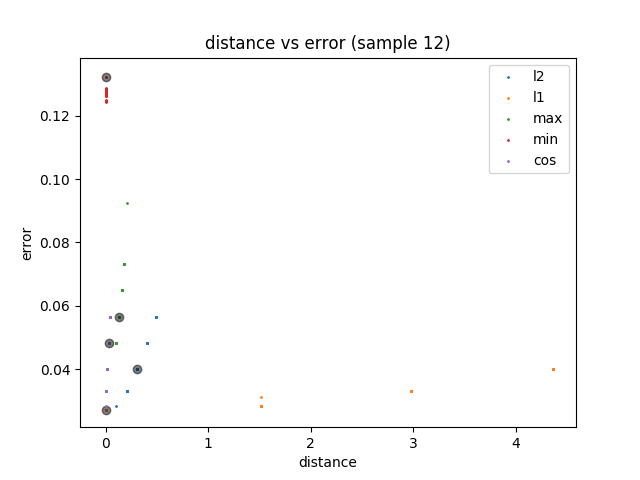 distance vs error (sample 12)
l2
l1
max
min
cos
0.12
0.10
0.08
0.06
0.04
error
0
1
2
3
4
distance